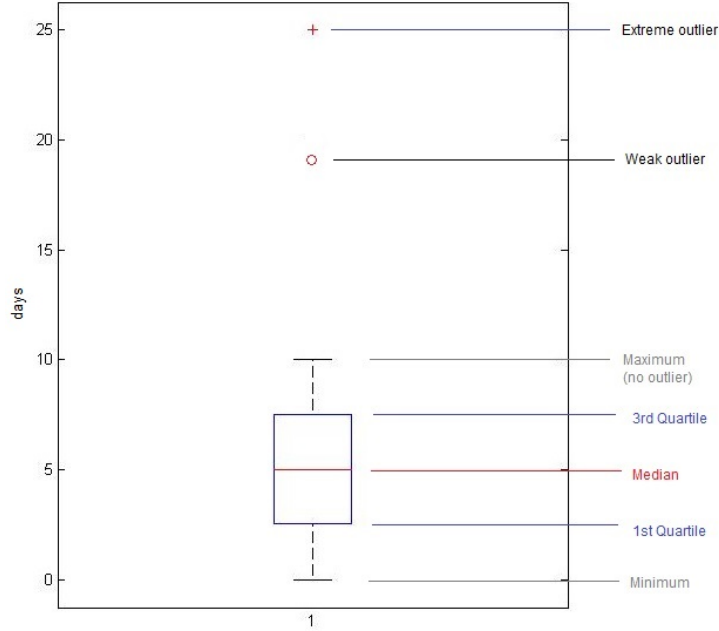 25
Extreme outlier
20
Weak outlier
15
days
10
Maximum
(no outlier)
3rd Quartile
5
Median
1st Quartile
0
Minimum
1